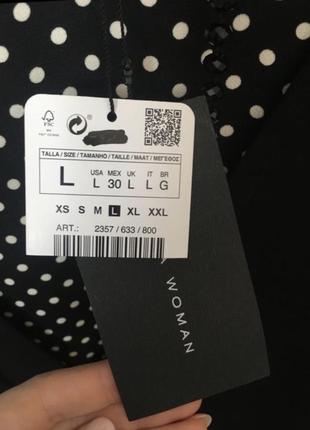 FSC
TALLA / SIZE / TAMANHO / TAILLE / MAAT / ΜΕΓΕΘΟΣ
L
USA MEX UK IT BR
L 30 L L G
XS S M L XL XXL
ART.: 2357 / 633 / 800
WOMAN